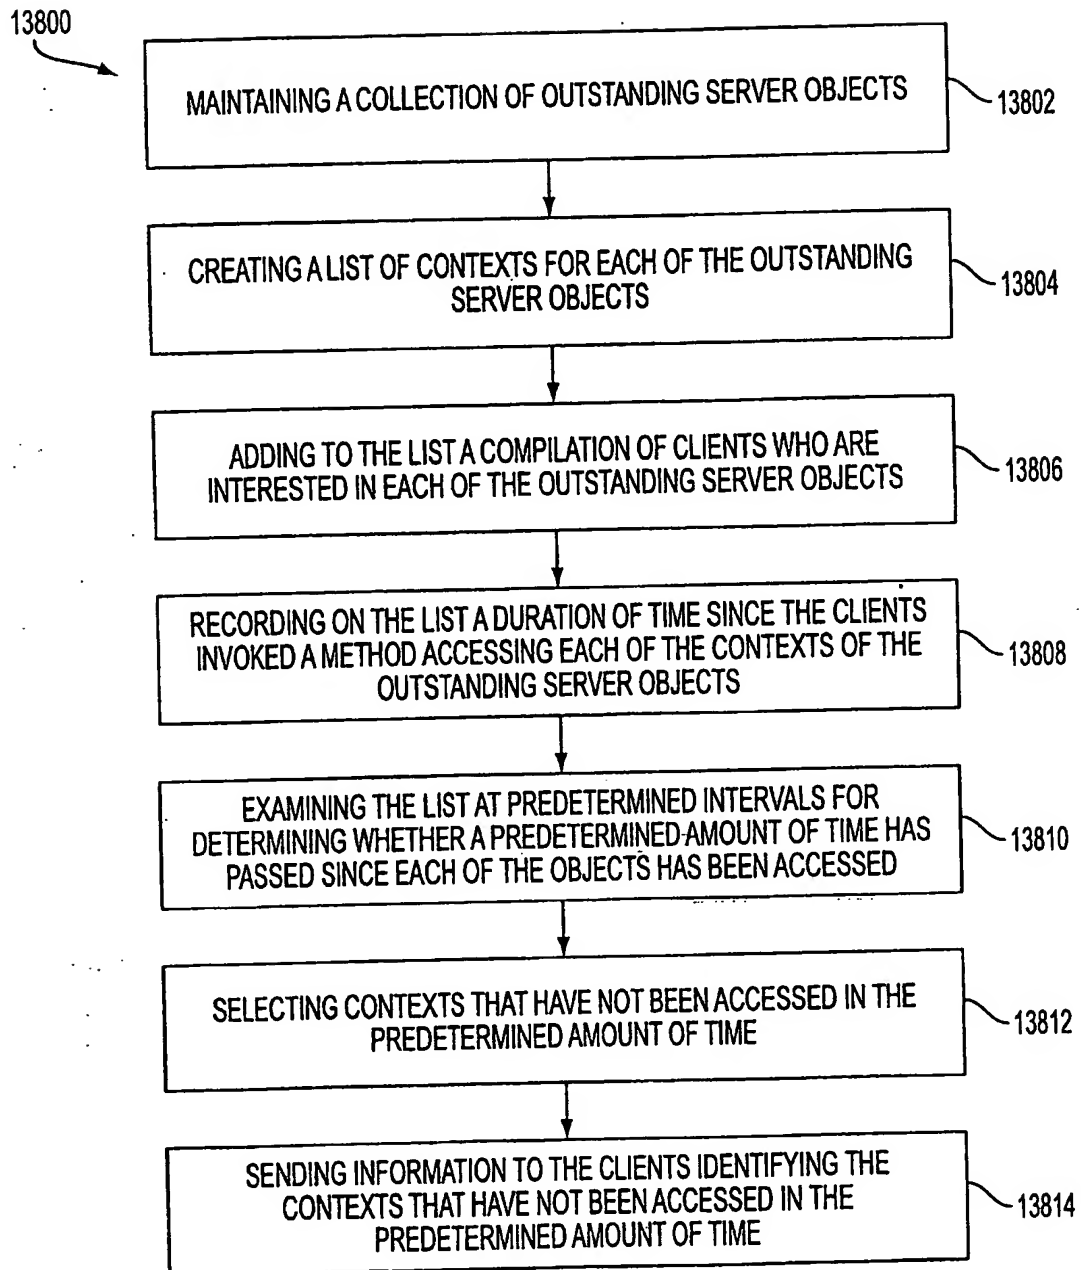 13800
MAINTAINING A COLLECTION OF OUTSTANDING SERVER OBJECTS
13802
CREATING A LIST OF CONTEXTS FOR EACH OF THE OUTSTANDING
SERVER OBJECTS
13804
ADDING TO THE LIST A COMPILATION OF CLIENTS WHO ARE
INTERESTED IN EACH OF THE OUTSTANDING SERVER OBJECTS
13806
RECORDING ON THE LIST A DURATION OF TIME SINCE THE CLIENTS
INVOKED A METHOD ACCESSING EACH OF THE CONTEXTS OF THE
OUTSTANDING SERVER OBJECTS
13808
EXAMINING THE LIST AT PREDETERMINED INTERVALS FOR
DETERMINING WHETHER A PREDETERMINED AMOUNT OF TIME HAS
PASSED SINCE EACH OF THE OBJECTS HAS BEEN ACCESSED
13810
SELECTING CONTEXTS THAT HAVE NOT BEEN ACCESSED IN THE
PREDETERMINED AMOUNT OF TIME
13812
SENDING INFORMATION TO THE CLIENTS IDENTIFYING THE
CONTEXTS THAT HAVE NOT BEEN ACCESSED IN THE
PREDETERMINED AMOUNT OF TIME
13814